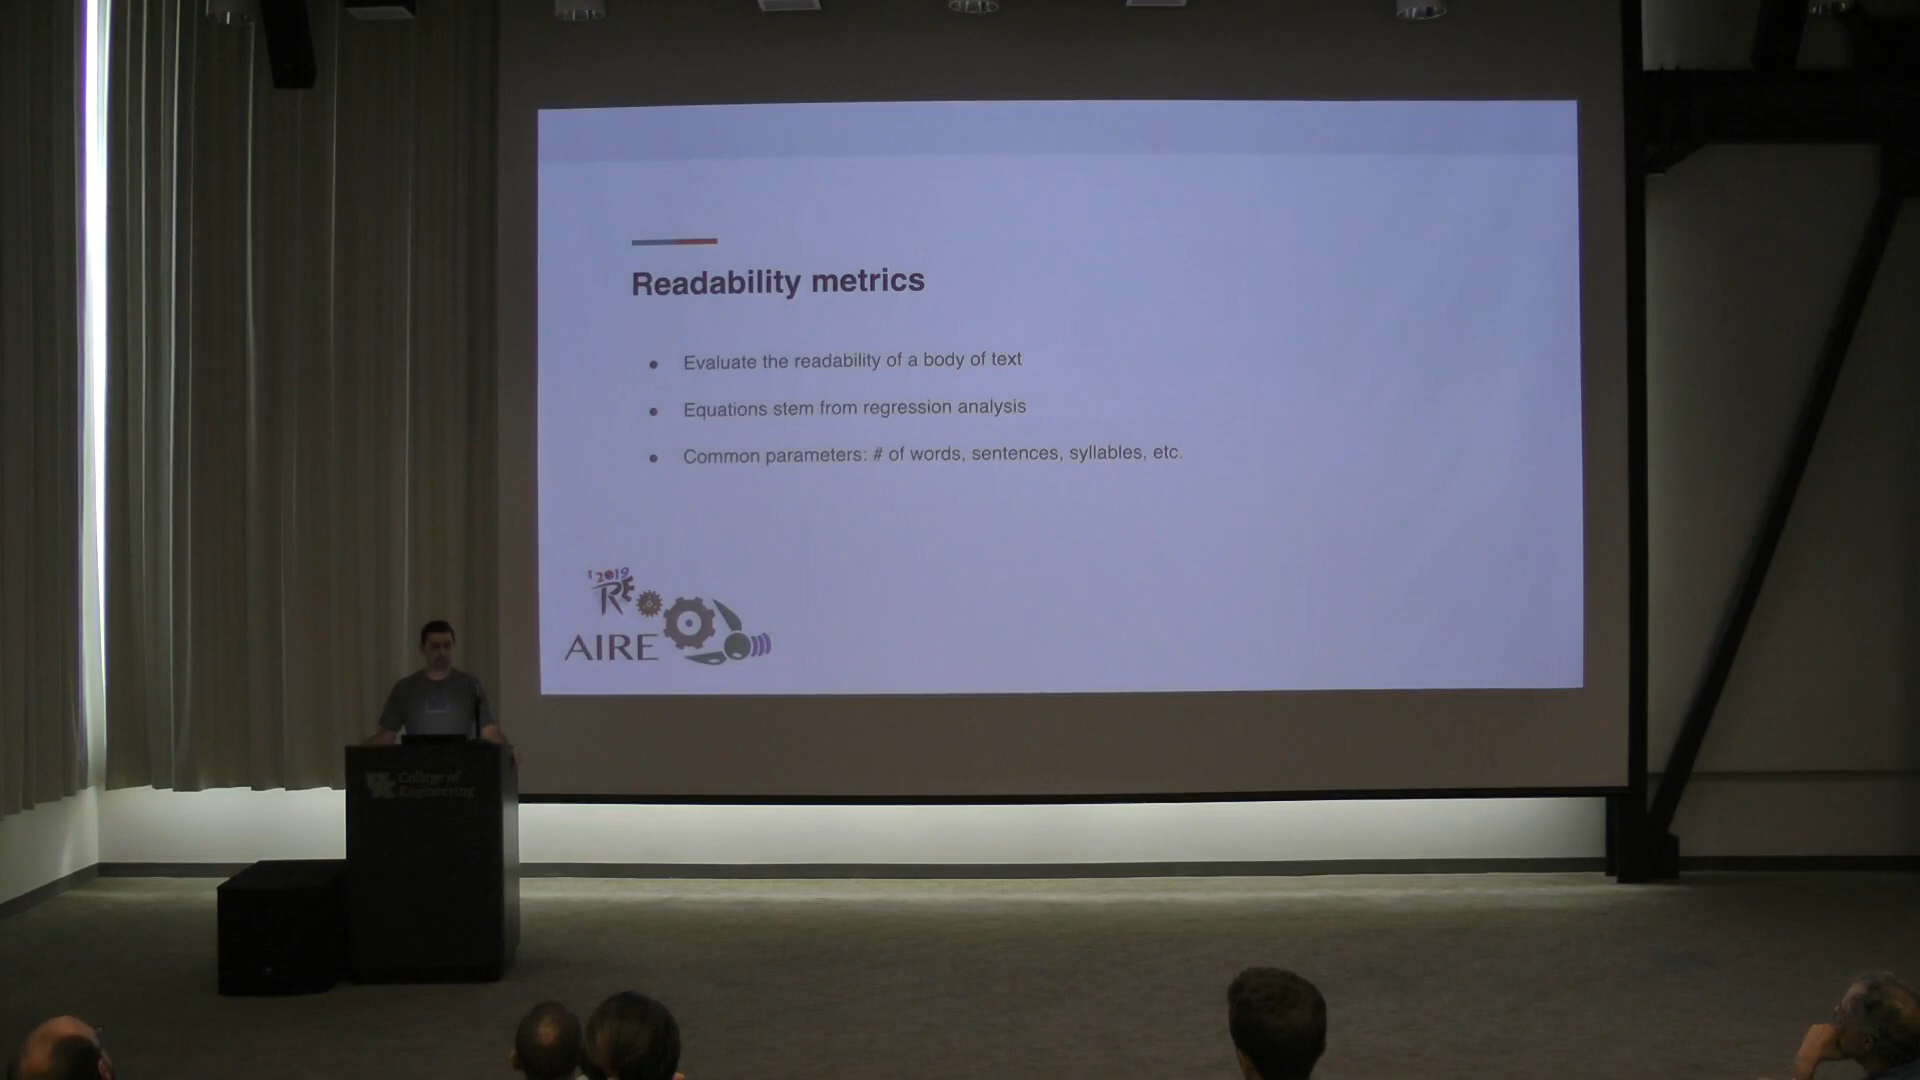 Readability metrics
● Evaluate the readability of a body of text
● Equations stem from regression analysis
● Common parameters: # of words, sentences, syllables, etc.
2019
RE
AIRE
UK College of
Engineering